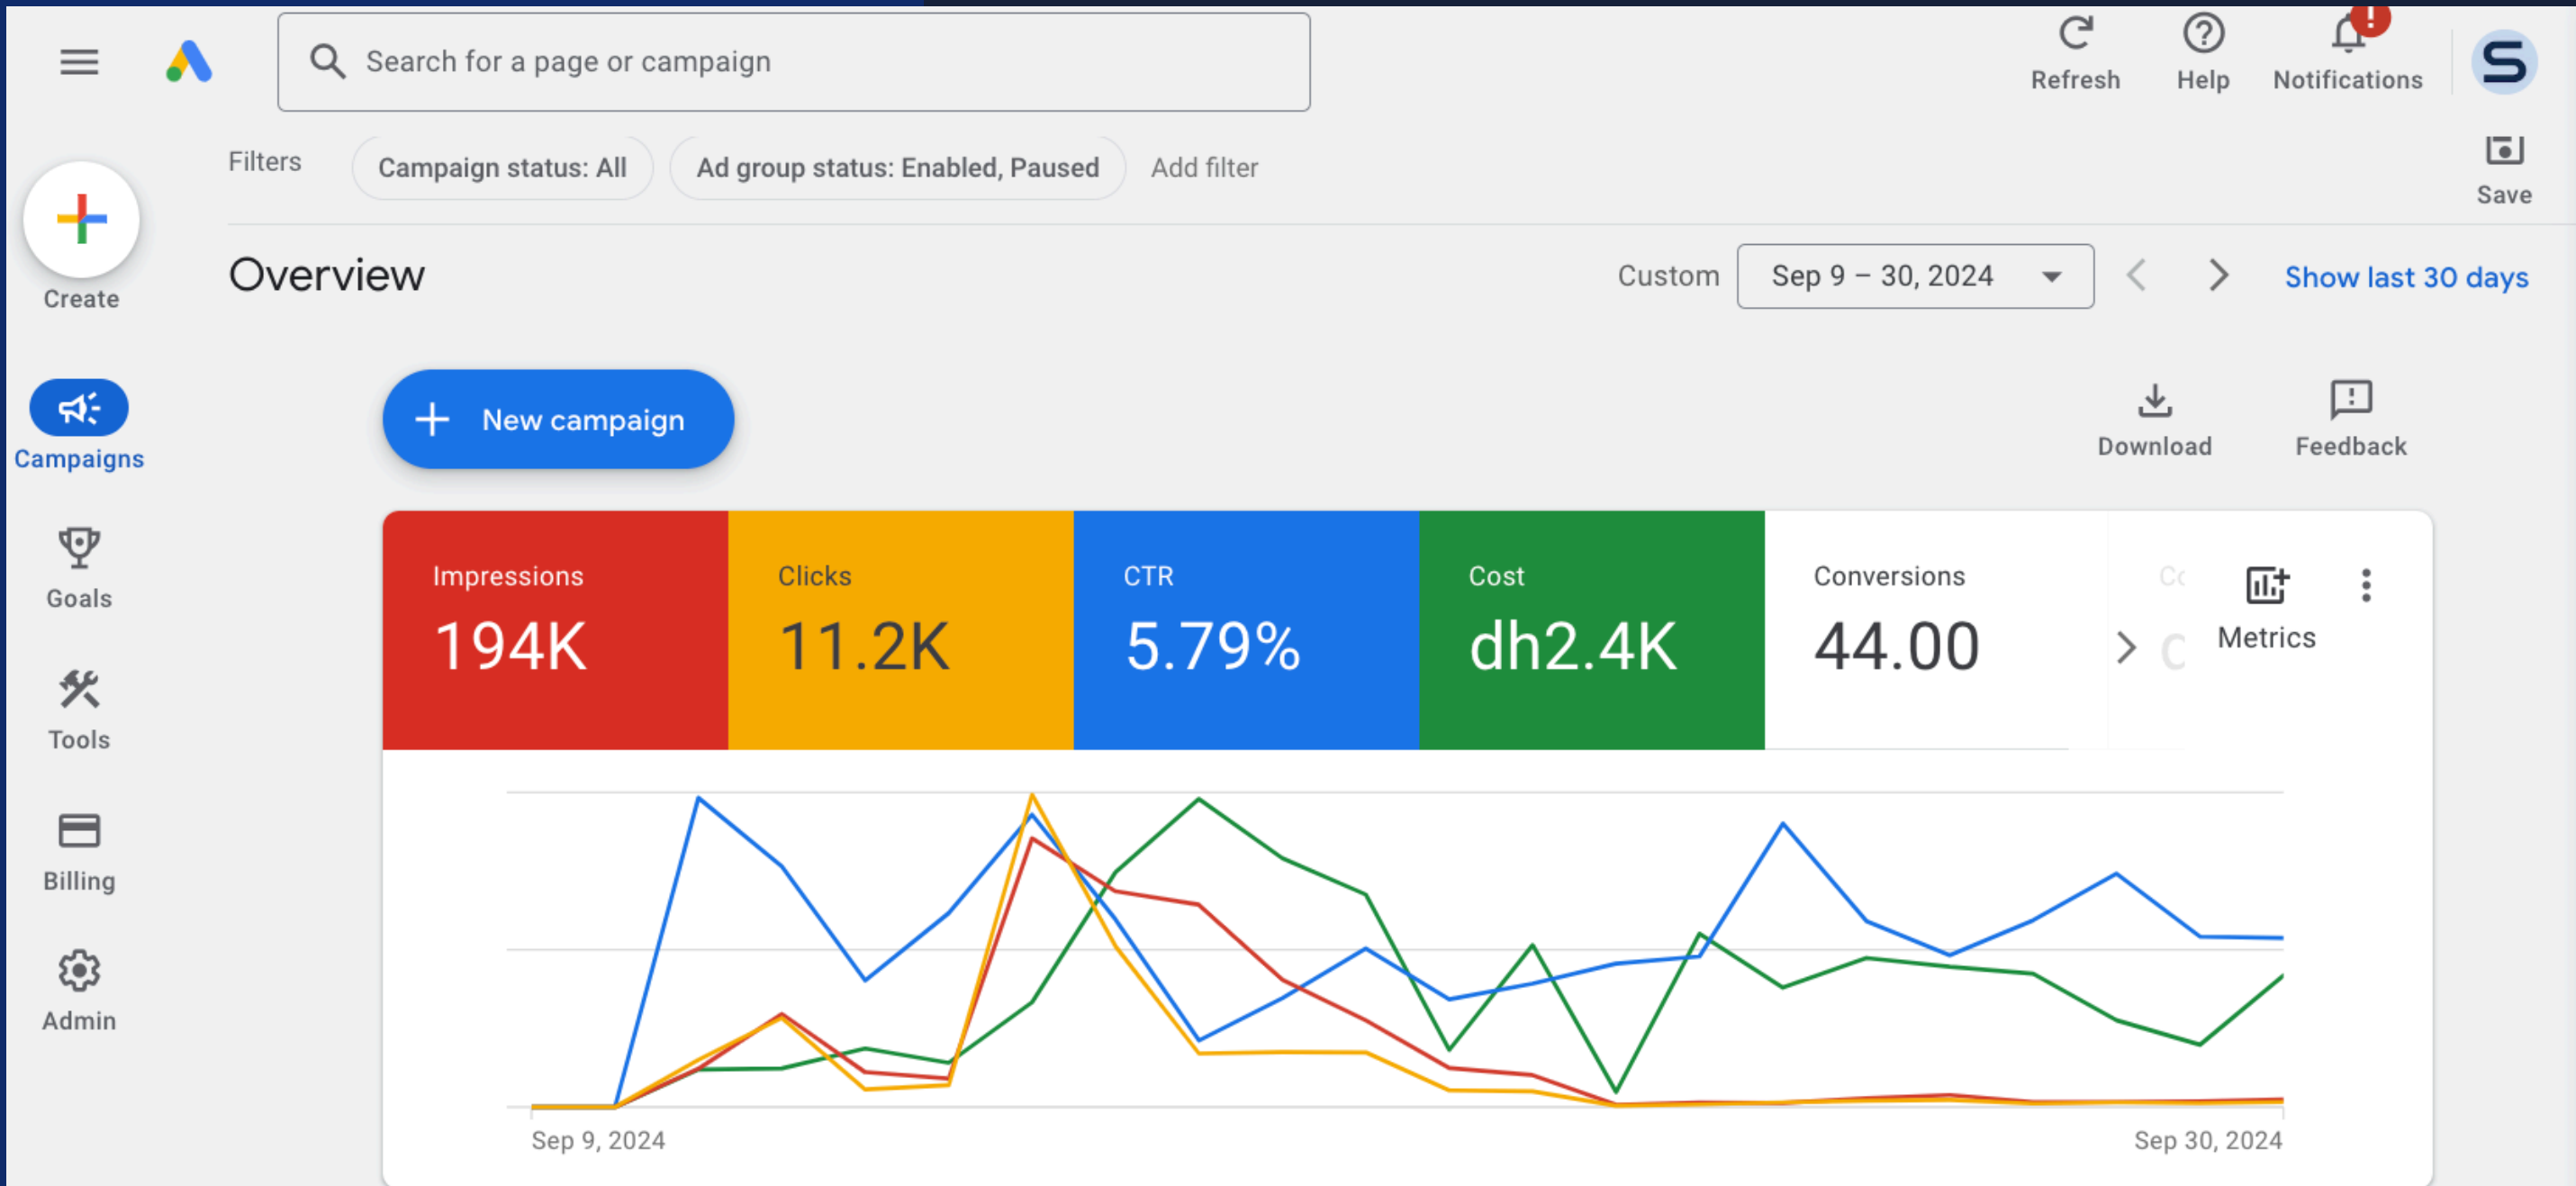 Search for a page or campaign
Refresh
Help
Notifications
Filters
Campaign status: All
Ad group status: Enabled, Paused
Add filter
Save
Create
Overview
Custom
Sep 9 – 30, 2024
Show last 30 days
New campaign
Download
Feedback
Campaigns
Goals
Tools
Billing
Admin
Impressions
194K
Clicks
11.2K
CTR
5.79%
Cost
dh2.4K
Conversions
44.00
Metrics
Sep 9, 2024
Sep 30, 2024